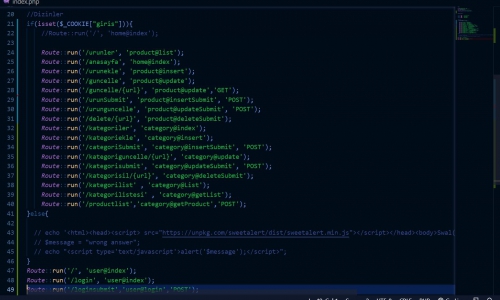 index.php
20 //Dizinler
21 if(isset($_COOKIE["giris"])){
22 //Route::run('/', 'home@index');
23
24 Route::run('/urunler', 'product@list');
25 Route::run('/anasayfa', 'home@index');
26 Route::run('/urunekle', 'product@insert');
27 Route::run('/guncelle', 'product@update');
28 Route::run('/guncelle/{url}', 'product@update','GET');
29 Route::run('/urunSubmit', 'product@insertSubmit', 'POST');
30 Route::run('/urunguncelle', 'product@updateSubmit', 'POST');
31 Route::run('/delete/{url}', 'product@deleteSubmit');
32 Route::run('/kategoriler', 'category@index');
33 Route::run('/kategoriekle', 'category@insert');
34 Route::run('/kategoriSubmit', 'category@insertSubmit', 'POST');
35 Route::run('/kategoriguncelle/{url}', 'category@update');
36 Route::run('/kategorisubmit', 'category@updateSubmit', 'POST');
37 Route::run('/kategorisil/{url}', 'category@deleteSubmit');
38 Route::run('/kategorilist' , 'category@List');
39 Route::run('/kategorilistesi' , 'category@getList');
40 Route::run('/productlist','category@getProduct','POST');
41 }else{
42
43 // echo '<html><head><script> src="https://unpkg.com/sweetalert/dist/sweetalert.min.js"></script></head><body>Swal
44 // $message = "wrong answer";
45 // echo "<script type='text/javascript'>alert('$message');</script>";
46 }
47 Route::run('/', 'user@index');
48 Route::run('/login', 'user@index');
49 Route::run('/loginsubmit','user@login','POST');